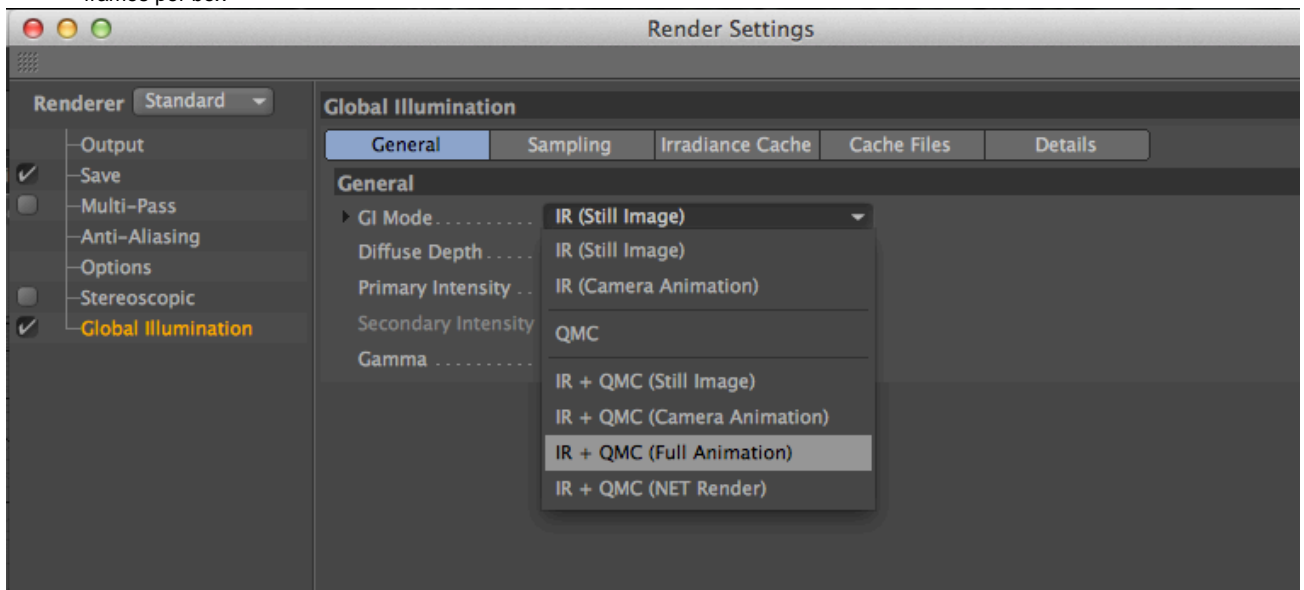 frames per box
Render Settings
Renderer Standard
Output
Save
Multi-Pass
Anti-Aliasing
Options
Stereoscopic
Global Illumination
Global Illumination
General Sampling Irradiance Cache Cache Files Details
General
GI Mode.......... IR (Still Image)
Diffuse Depth.....
Primary Intensity ..
Secondary Intensity
Gamma ..........
IR (Still Image)
IR (Camera Animation)
QMC
IR + QMC (Still Image)
IR + QMC (Camera Animation)
IR + QMC (Full Animation)
IR + QMC (NET Render)